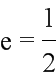 e = 1/2